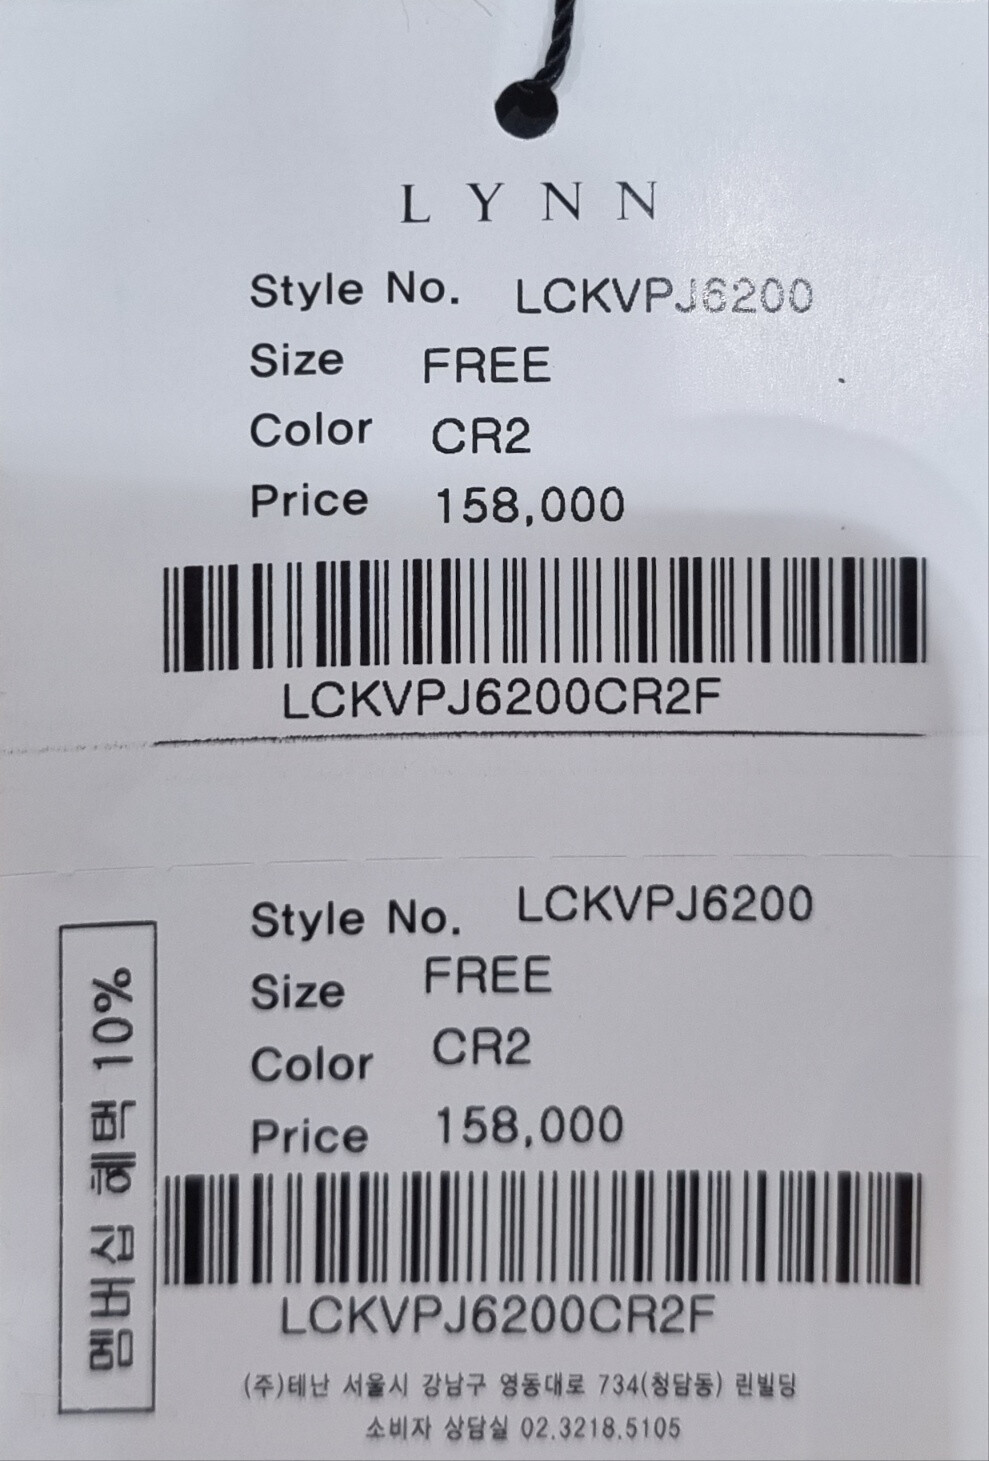 LYNN
Style No. LCKVPJ6200
Size FREE
Color CR2
Price 158,000
LCKVPJ6200CR2F
Style No. LCKVPJ6200
Size FREE
Color CR2
Price 158,000
LCKVPJ6200CR2F
멤버십 혜택 10%
(주)테난 서울시 강남구 영동대로 734(청담동) 린빌딩
소비자 상담실 02.3218.5105